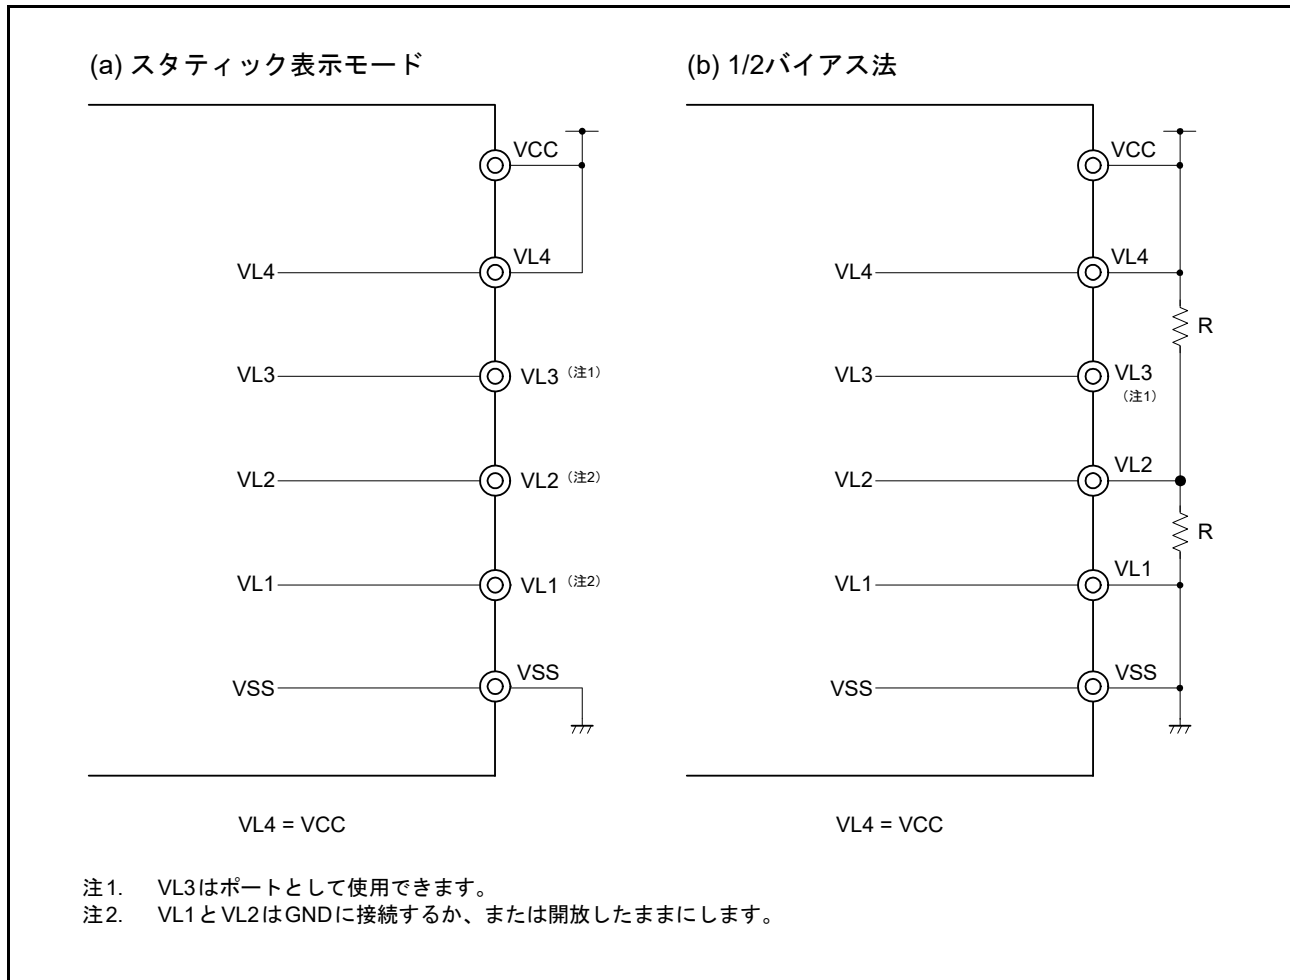 (a) スタティック表示モード
VCC
VL4
VL4
VL3
VL3（注1）
VL2
VL2（注2）
VL1
VL1（注2）
VSS
VSS
VL4 = VCC
(b) 1/2バイアス法
VCC
VL4
VL4
R
VL3
VL3
（注1）
VL2
VL2
R
VL1
VL1
VSS
VSS
VL4 = VCC
注1. VL3はポートとして使用できます。
注2. VL1とVL2はGNDに接続するか、または開放したままにします。